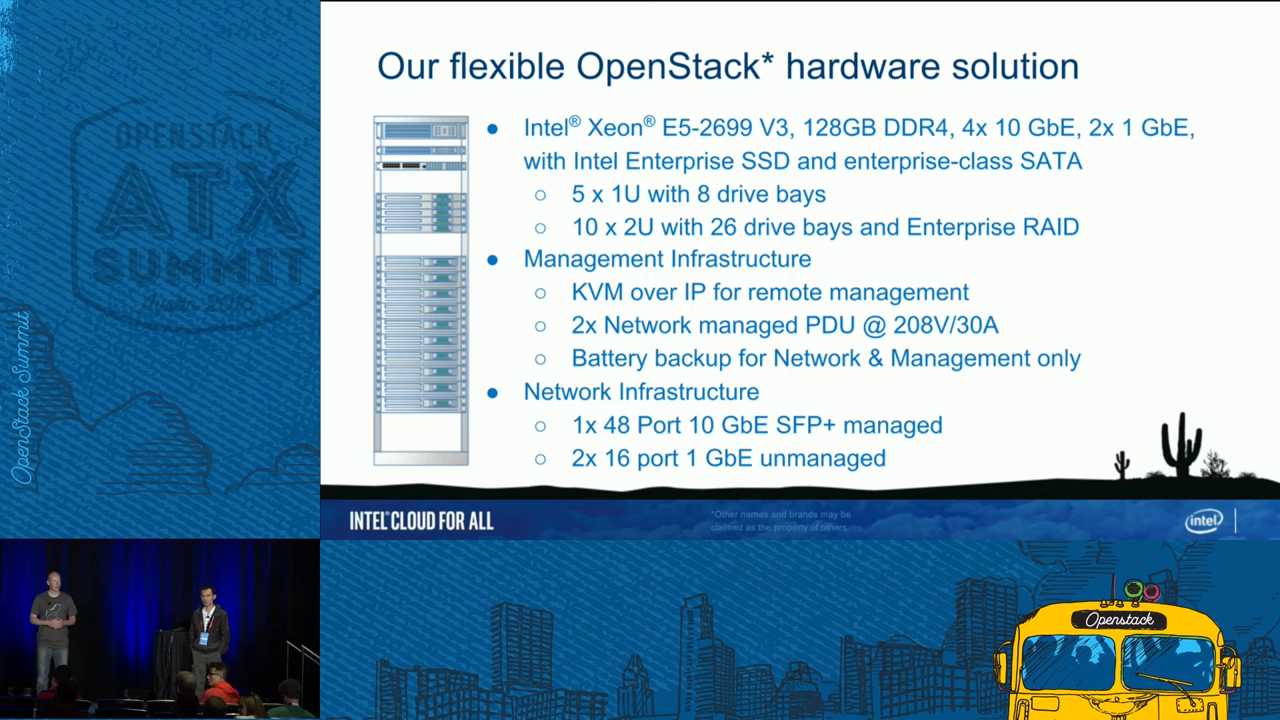 OPENSTACK
ATX
SUMMIT
OpenStack Summit
Our flexible OpenStack* hardware solution
● Intel® Xeon® E5-2699 V3, 128GB DDR4, 4x 10 GbE, 2x 1 GbE,
with Intel Enterprise SSD and enterprise-class SATA
○ 5 x 1U with 8 drive bays
○ 10 x 2U with 26 drive bays and Enterprise RAID
● Management Infrastructure
○ KVM over IP for remote management
○ 2x Network managed PDU @ 208V/30A
○ Battery backup for Network & Management only
● Network Infrastructure
○ 1x 48 Port 10 GbE SFP+ managed
○ 2x 16 port 1 GbE unmanaged
INTEL® CLOUD FOR ALL
*Other names and brands may be
claimed as the property of others.
intel
Openstack